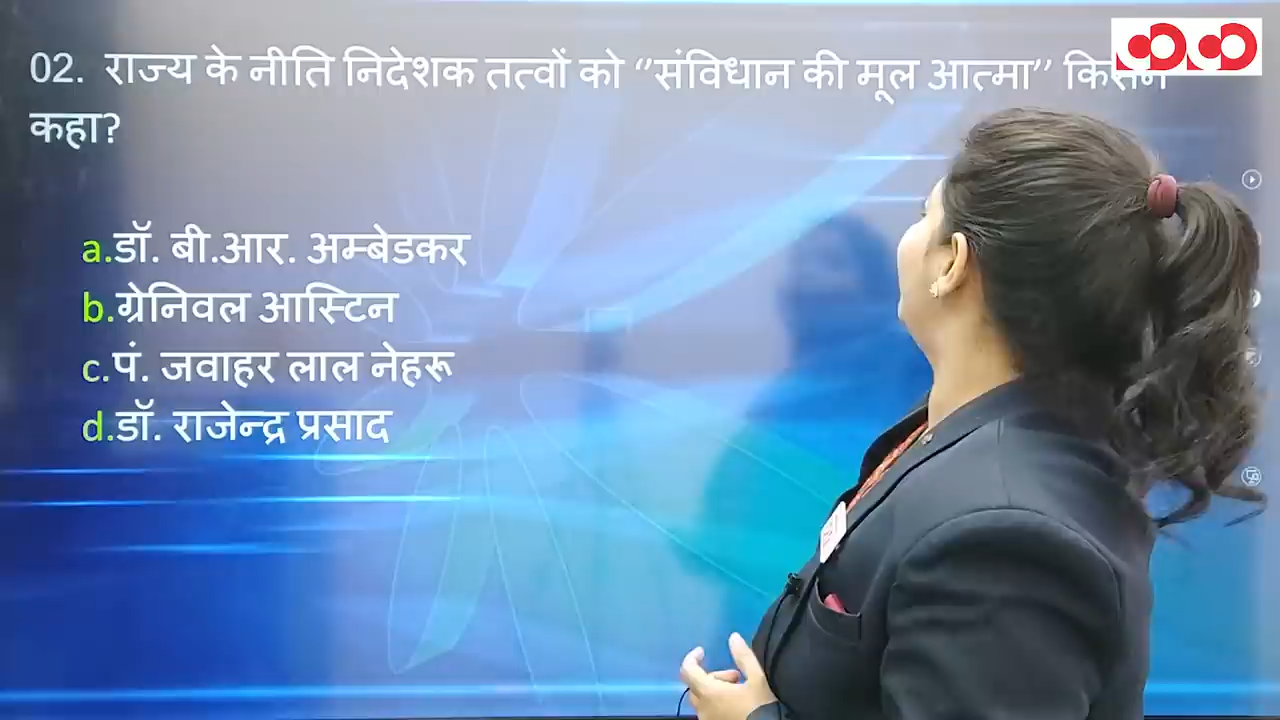 02. राज्य के नीति निदेशक तत्वों को “संविधान की मूल आत्मा”
कहा?
a.डॉ. बी.आर. अम्बेडकर
b.ग्रेनिवल आस्टिन
c.पं. जवाहर लाल नेहरू
d.डॉ. राजेन्द्र प्रसाद